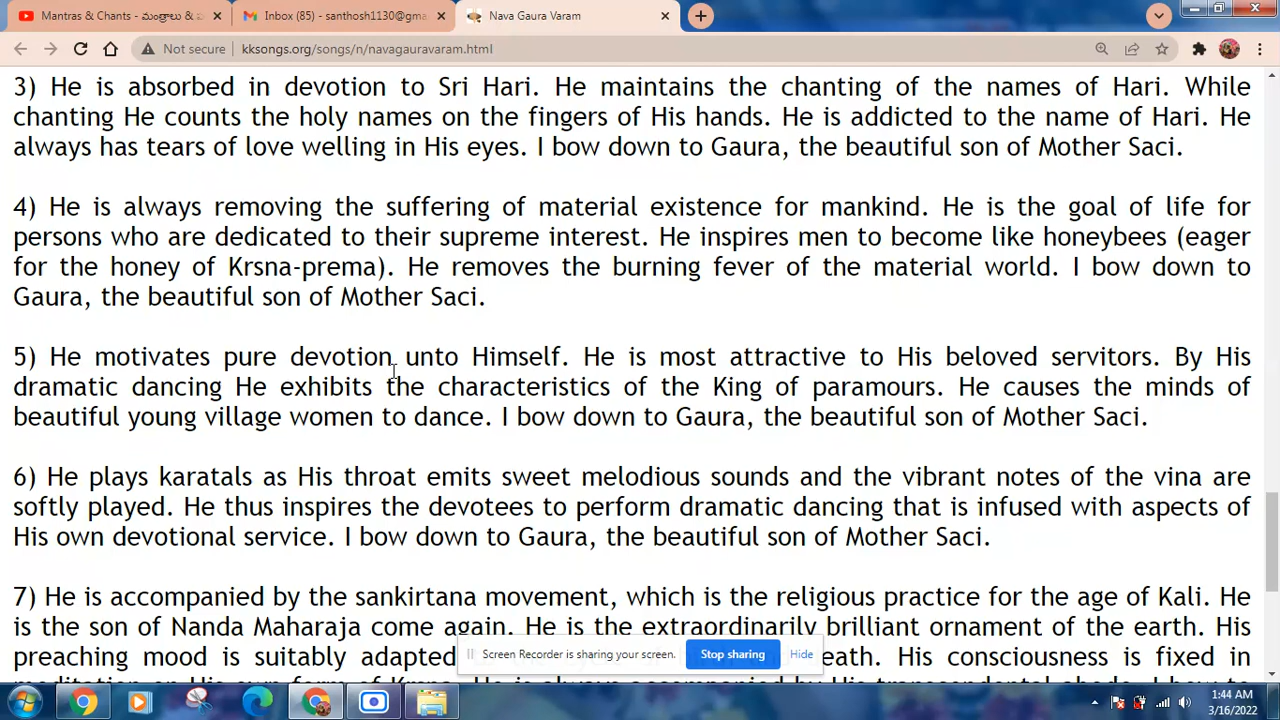 Mantras & Chants - మంత్రాలు & ప
Inbox (85) - santhosh1130@gma
Nava Gaura Varam
Not secure | kksongs.org/songs/n/navagauravaram.html
3) He is absorbed in devotion to Sri Hari. He maintains the chanting of the names of Hari. While
chanting He counts the holy names on the fingers of His hands. He is addicted to the name of Hari. He
always has tears of love welling in His eyes. I bow down to Gaura, the beautiful son of Mother Saci.
4) He is always removing the suffering of material existence for mankind. He is the goal of life for
persons who are dedicated to their supreme interest. He inspires men to become like honeybees (eager
for the honey of Krsna-prema). He removes the burning fever of the material world. I bow down to
Gaura, the beautiful son of Mother Saci.
5) He motivates pure devotion unto Himself. He is most attractive to His beloved servitors. By His
dramatic dancing He exhibits the characteristics of the King of paramours. He causes the minds of
beautiful young village women to dance. I bow down to Gaura, the beautiful son of Mother Saci.
6) He plays karatals as His throat emits sweet melodious sounds and the vibrant notes of the vina are
softly played. He thus inspires the devotees to perform dramatic dancing that is infused with aspects of
His own devotional service. I bow down to Gaura, the beautiful son of Mother Saci.
7) He is accompanied by the sankirtana movement, which is the religious practice for the age of Kali. He
is the son of Nanda Maharaja come again. He is the extraordinarily brilliant ornament of the earth. His
preaching mood is suitably adapted eath. His consciousness is fixed in
Screen Recorder is sharing your screen. Stop sharing Hide
1:44 AM
3/16/2022